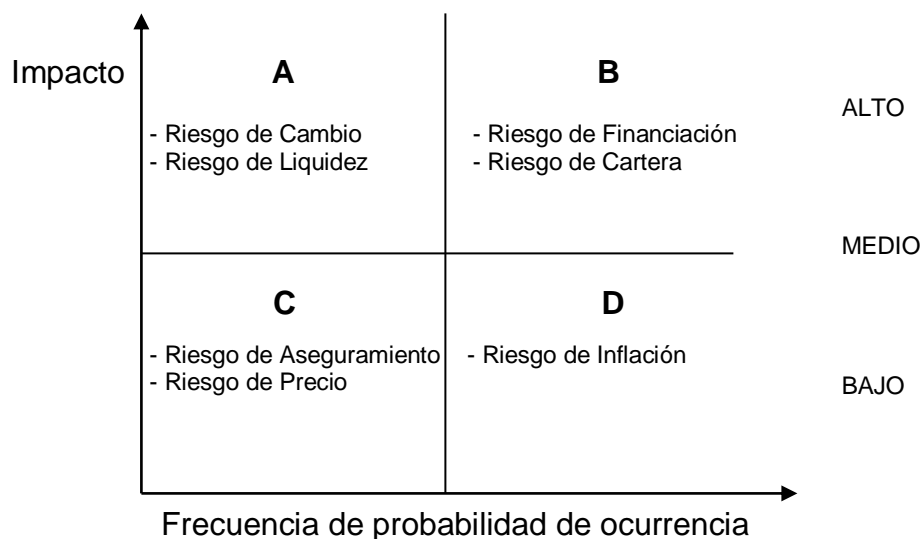 Impacto
A
- Riesgo de Cambio
- Riesgo de Liquidez
B
- Riesgo de Financiación
- Riesgo de Cartera
ALTO
MEDIO
C
- Riesgo de Aseguramiento
- Riesgo de Precio
D
- Riesgo de Inflación
BAJO
Frecuencia de probabilidad de ocurrencia